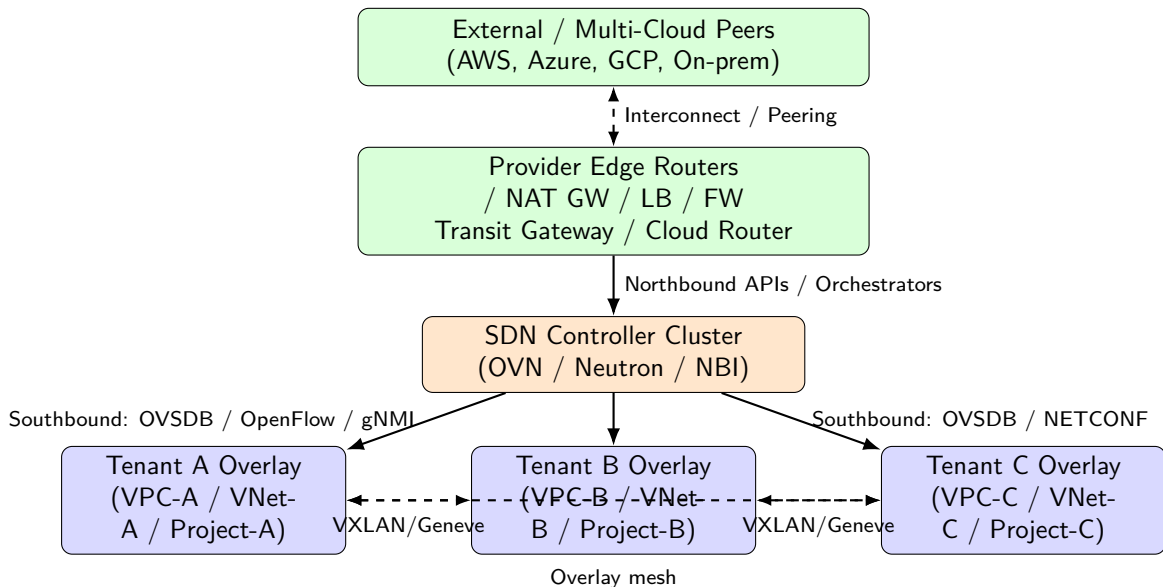 External / Multi-Cloud Peers
(AWS, Azure, GCP, On-prem)
Interconnect / Peering
Provider Edge Routers
/ NAT GW / LB / FW
Transit Gateway / Cloud Router
Northbound APIs / Orchestrators
SDN Controller Cluster
(OVN / Neutron / NBI)
Southbound: OVSDB / OpenFlow / gNMI
Southbound: OVSDB / NETCONF
Tenant A Overlay
(VPC-A / VNet-
A / Project-A)
VXLAN/Geneve
Tenant B Overlay
(VPC-B / VNet-
B / Project-B)
VXLAN/Geneve
Tenant C Overlay
(VPC-C / VNet-
C / Project-C)
Overlay mesh